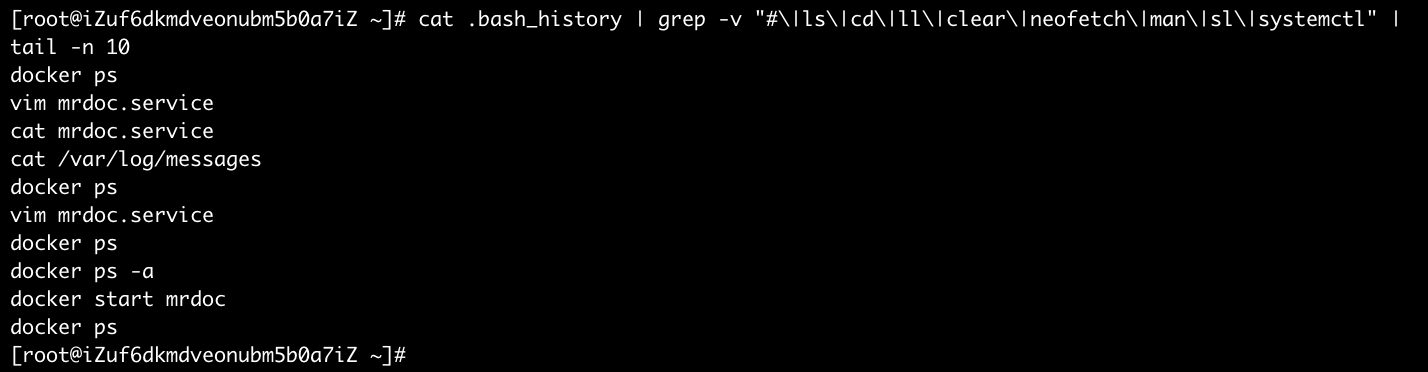 [root@iZuf6dkmdveonubm5b0a7iZ ~]# cat .bash_history | grep -v "#\|ls\|cd\|ll\|clear\|neofetch\|man\|sl\|systemctl" |
tail -n 10
docker ps
vim mrdoc.service
cat mrdoc.service
cat /var/log/messages
docker ps
vim mrdoc.service
docker ps
docker ps -a
docker start mrdoc
docker ps
[root@iZuf6dkmdveonubm5b0a7iZ ~]#